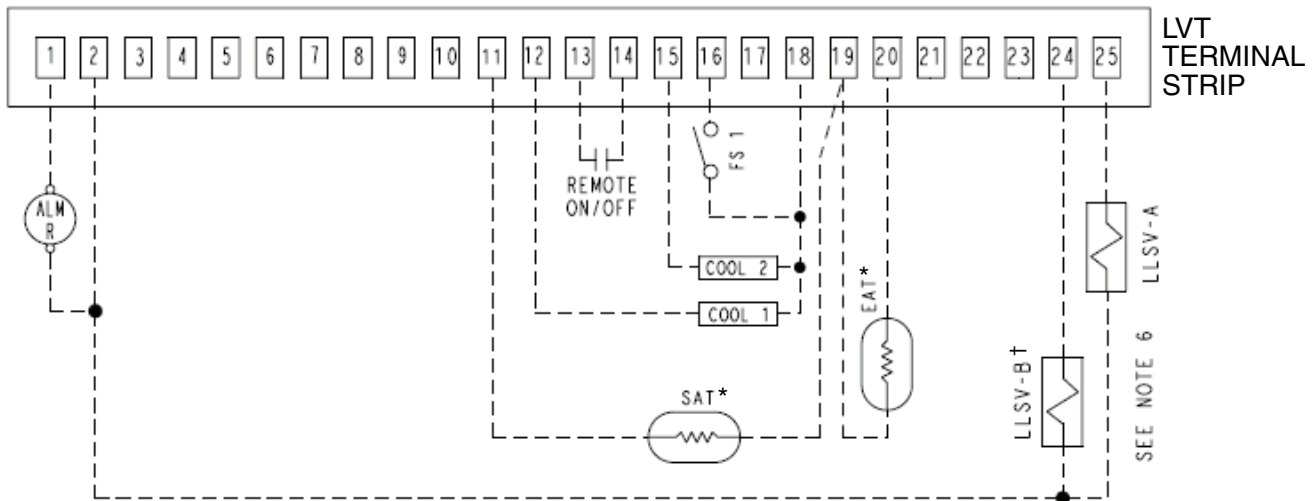 1 2 3 4 5 6 7 8 9 10 11 12 13 14 15 16 17 18 19 20 21 22 23 24 25
LVT
TERMINAL
STRIP
ALM
R
REMOTE
ON/OFF
FS 1
COOL 2
COOL 1
SAT*
EAT*
LLSV-B†
LLSV-A
SEE NOTE 6